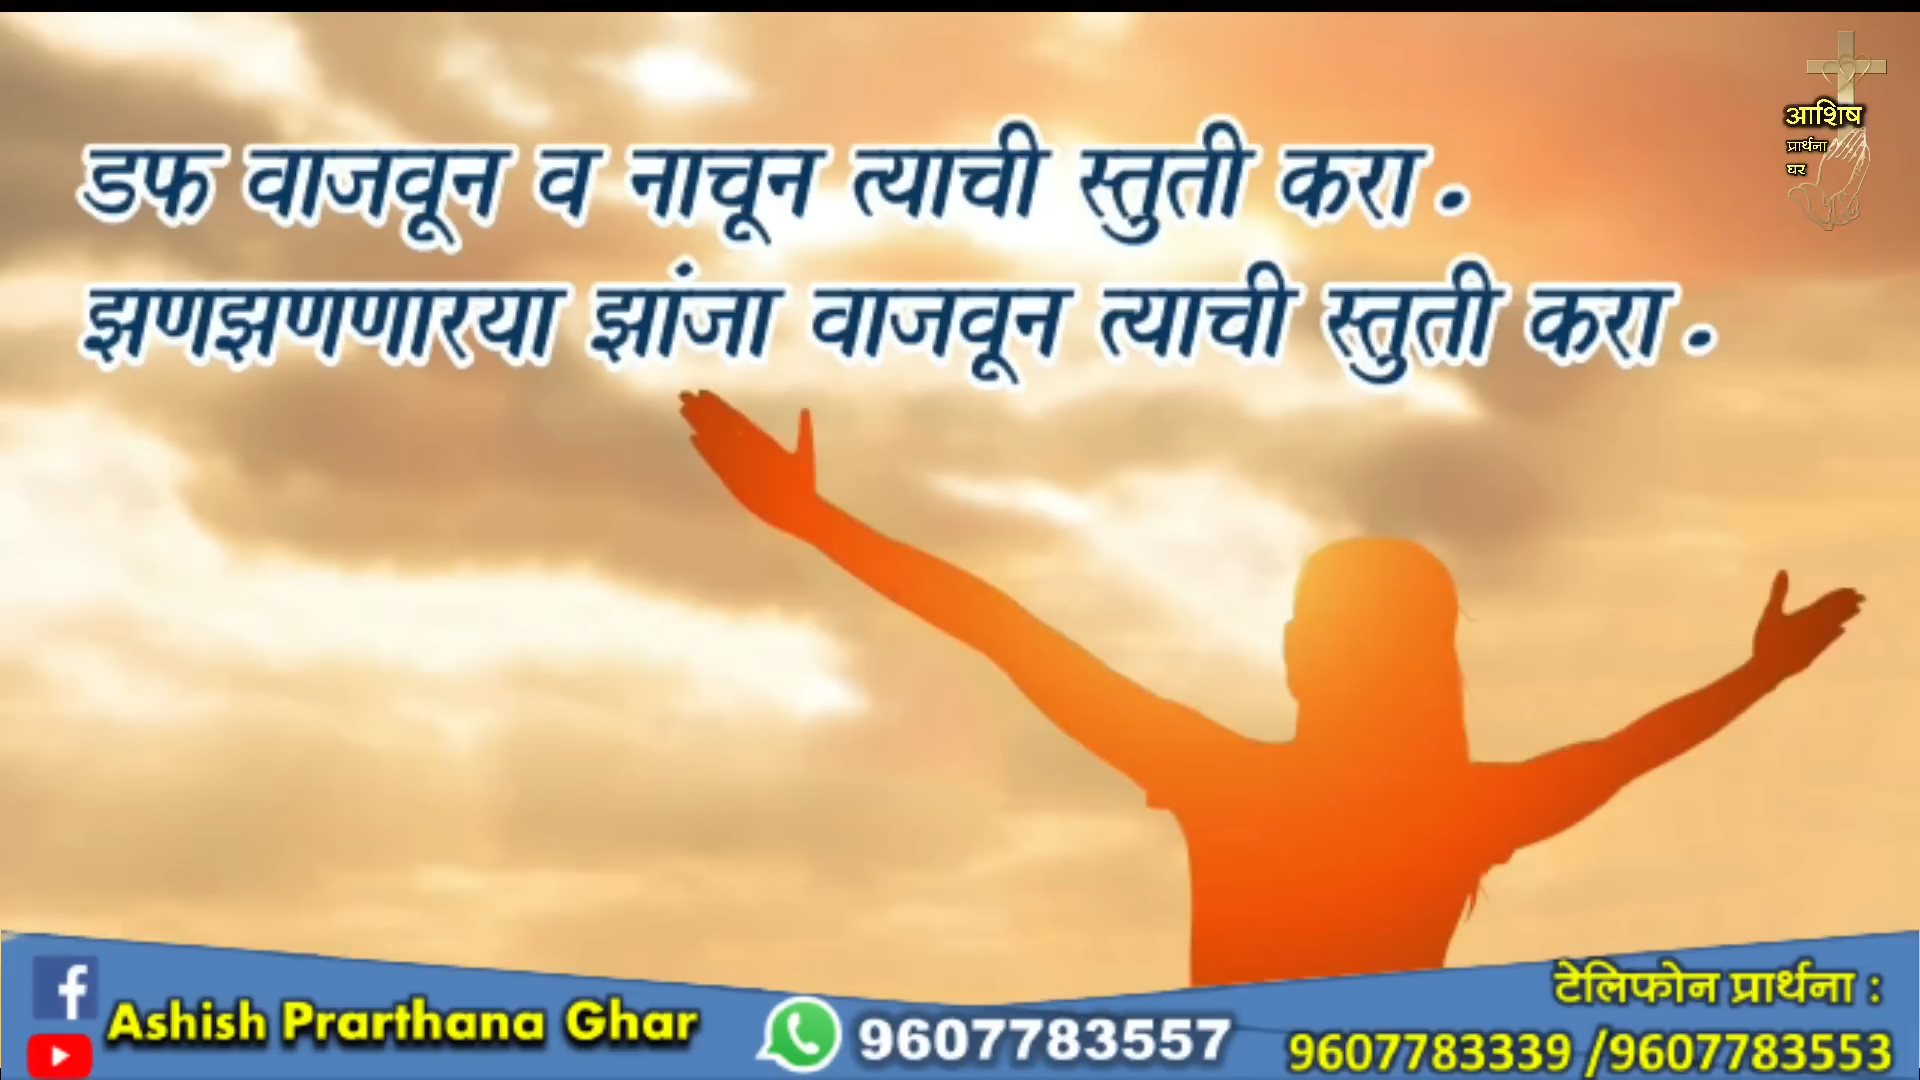 डफ वाजवून व नाचून त्याची स्तुती करा.
झणझणणारया झांजा वाजवून त्याची स्तुती करा.
आशिष
प्रार्थना
घर
Ashish Prarthana Ghar
9607783557
टेलिफोन प्रार्थना :
9607783339 /9607783553